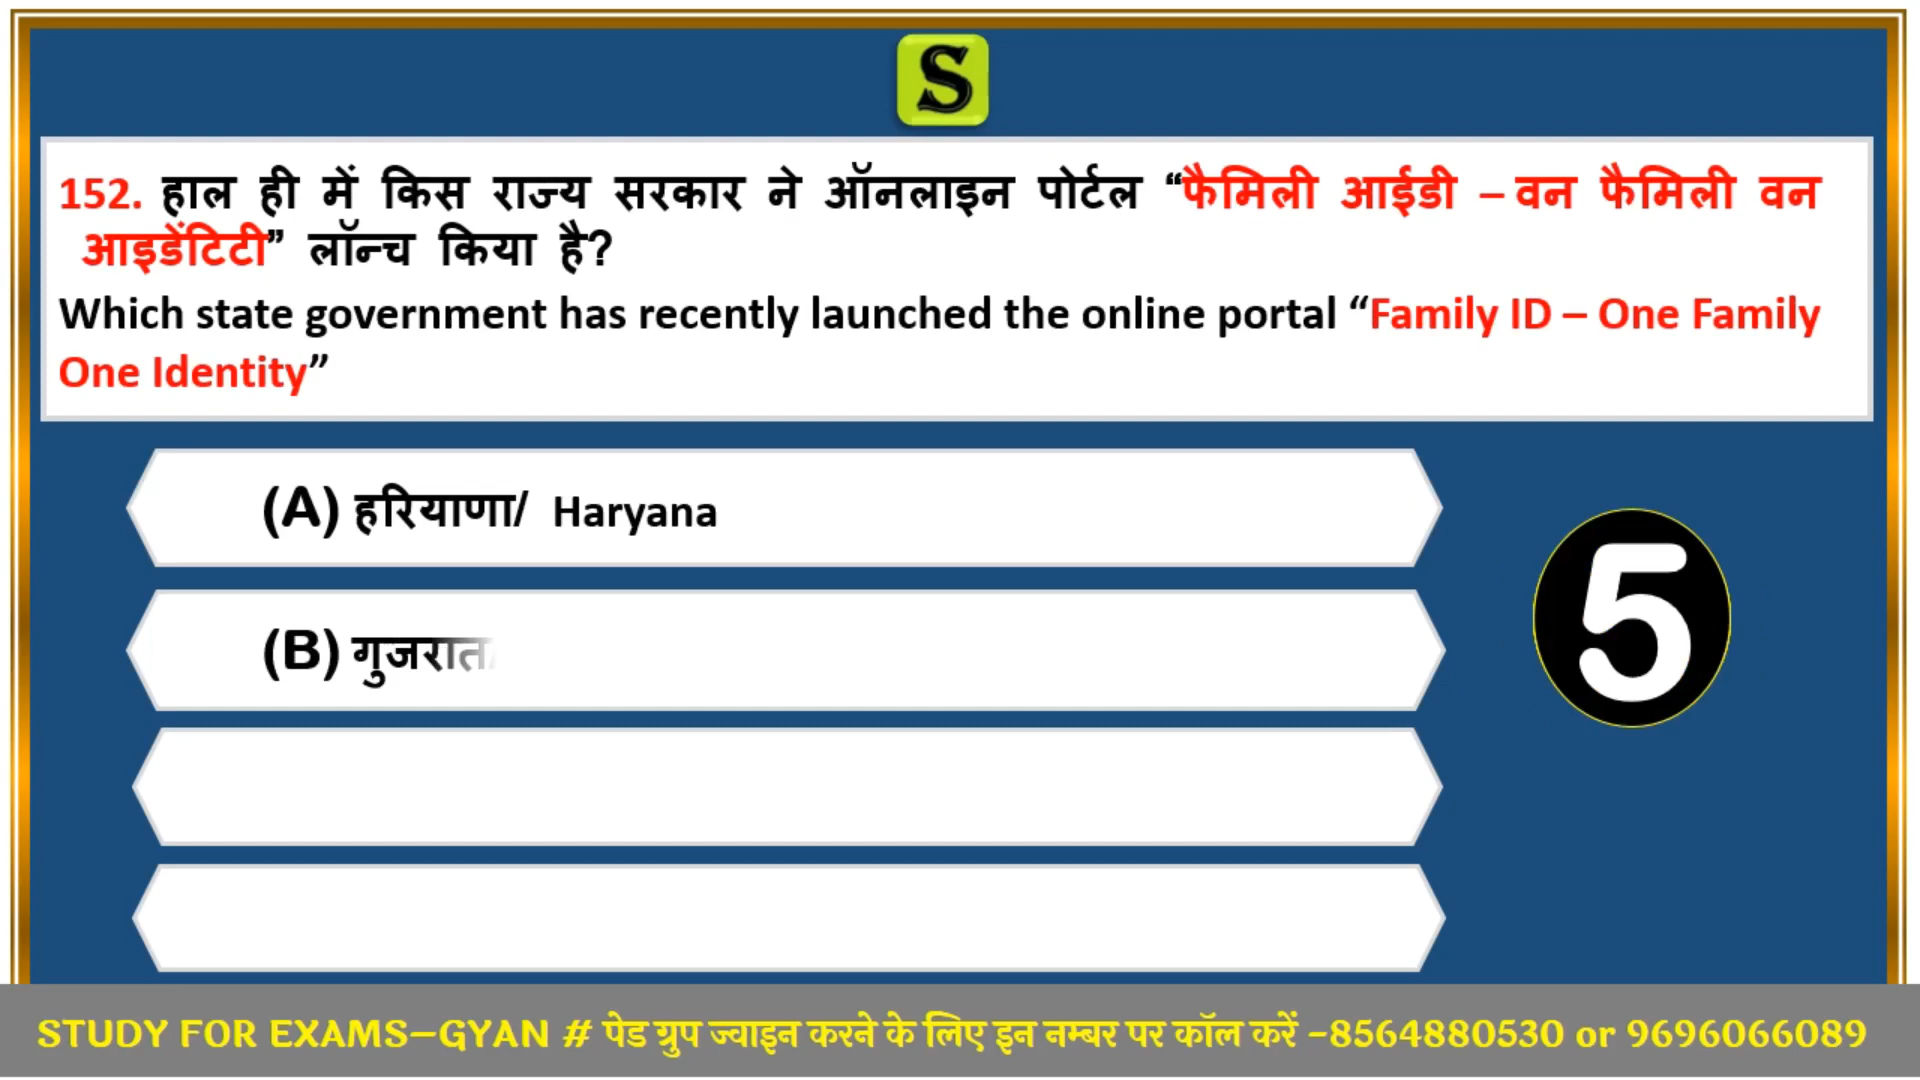 S
152. हाल ही में किस राज्य सरकार ने ऑनलाइन पोर्टल “फैमिली आईडी – वन फैमिली वन
आइडेंटिटी” लॉन्च किया है?
Which state government has recently launched the online portal “Family ID – One Family
One Identity”
(A) हरियाणा/ Haryana
(B) गुजरात
5
STUDY FOR EXAMS–GYAN # पेड ग्रुप ज्वाइन करने के लिए इन नम्बर पर कॉल करें -8564880530 or 9696066089